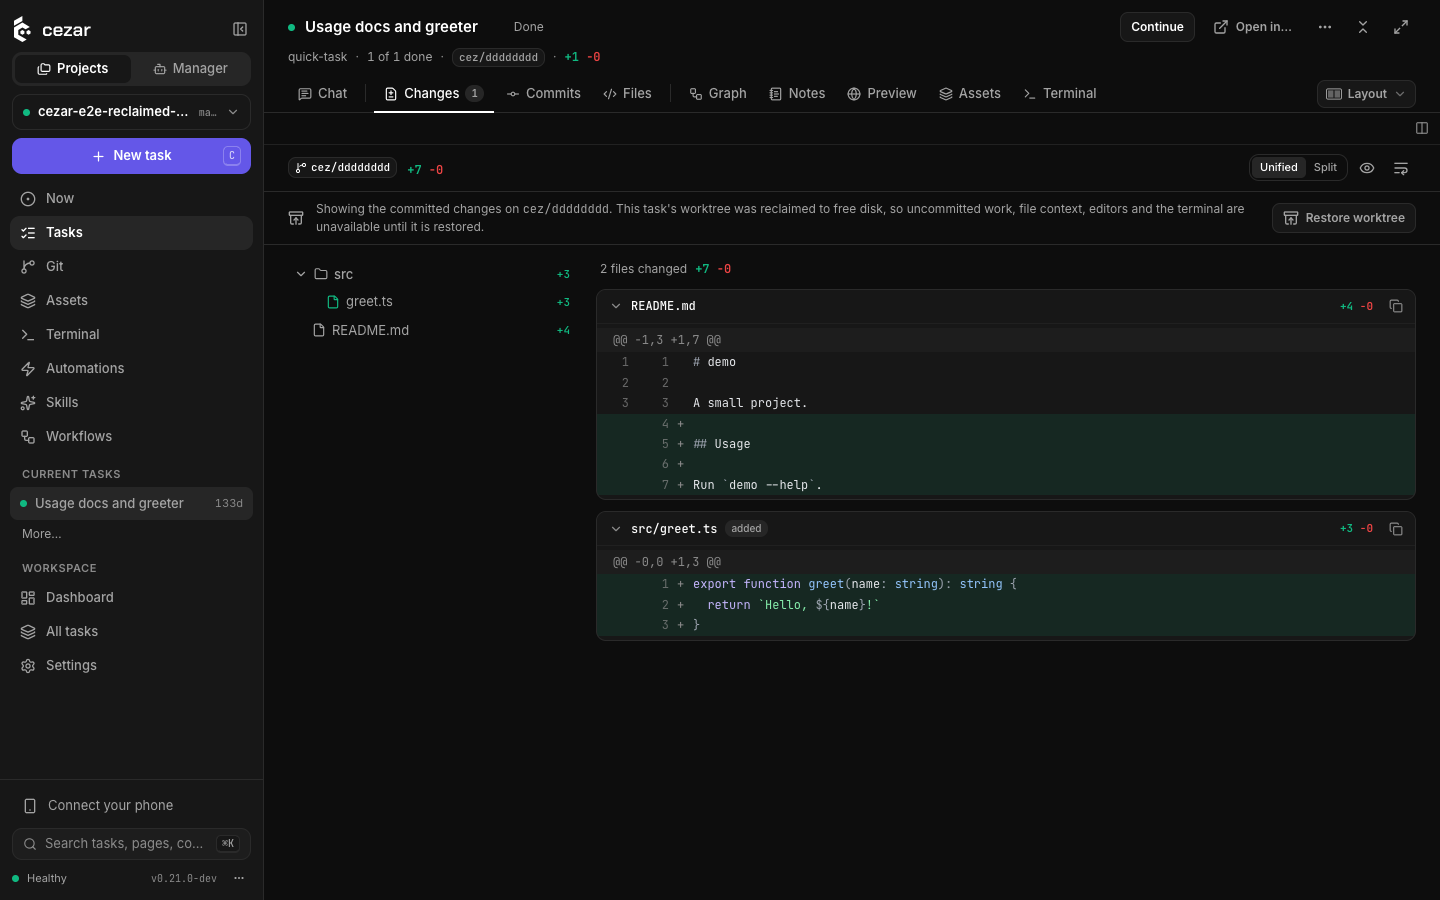 cezar
Projects
Manager
cezar-e2e-reclaimed-... ma...
New task C
Now
Tasks
Git
Assets
Terminal
Automations
Skills
Workflows
CURRENT TASKS
Usage docs and greeter 133d
More...
WORKSPACE
Dashboard
All tasks
Settings
Connect your phone
Search tasks, pages, co... ⌘K
Healthy v0.21.0-dev
Usage docs and greeter Done
Continue Open in...
quick-task · 1 of 1 done · cez/dddddddd · +1 -0
Chat Changes 1 Commits Files Graph Notes Preview Assets Terminal Layout
cez/dddddddd +7 -0
Unified Split
Showing the committed changes on cez/dddddddd. This task's worktree was reclaimed to free disk, so uncommitted work, file context, editors and the terminal are
unavailable until it is restored.
Restore worktree
src +3
greet.ts +3
README.md +4
2 files changed +7 -0
README.md +4 -0
@@ -1,3 +1,7 @@
1 1 # demo
2 2
3 3 A small project.
4 +
5 + ## Usage
6 +
7 + Run `demo --help`.
src/greet.ts added +3 -0
@@ -0,0 +1,3 @@
1 + export function greet(name: string): string {
2 + return `Hello, ${name}!`
3 + }